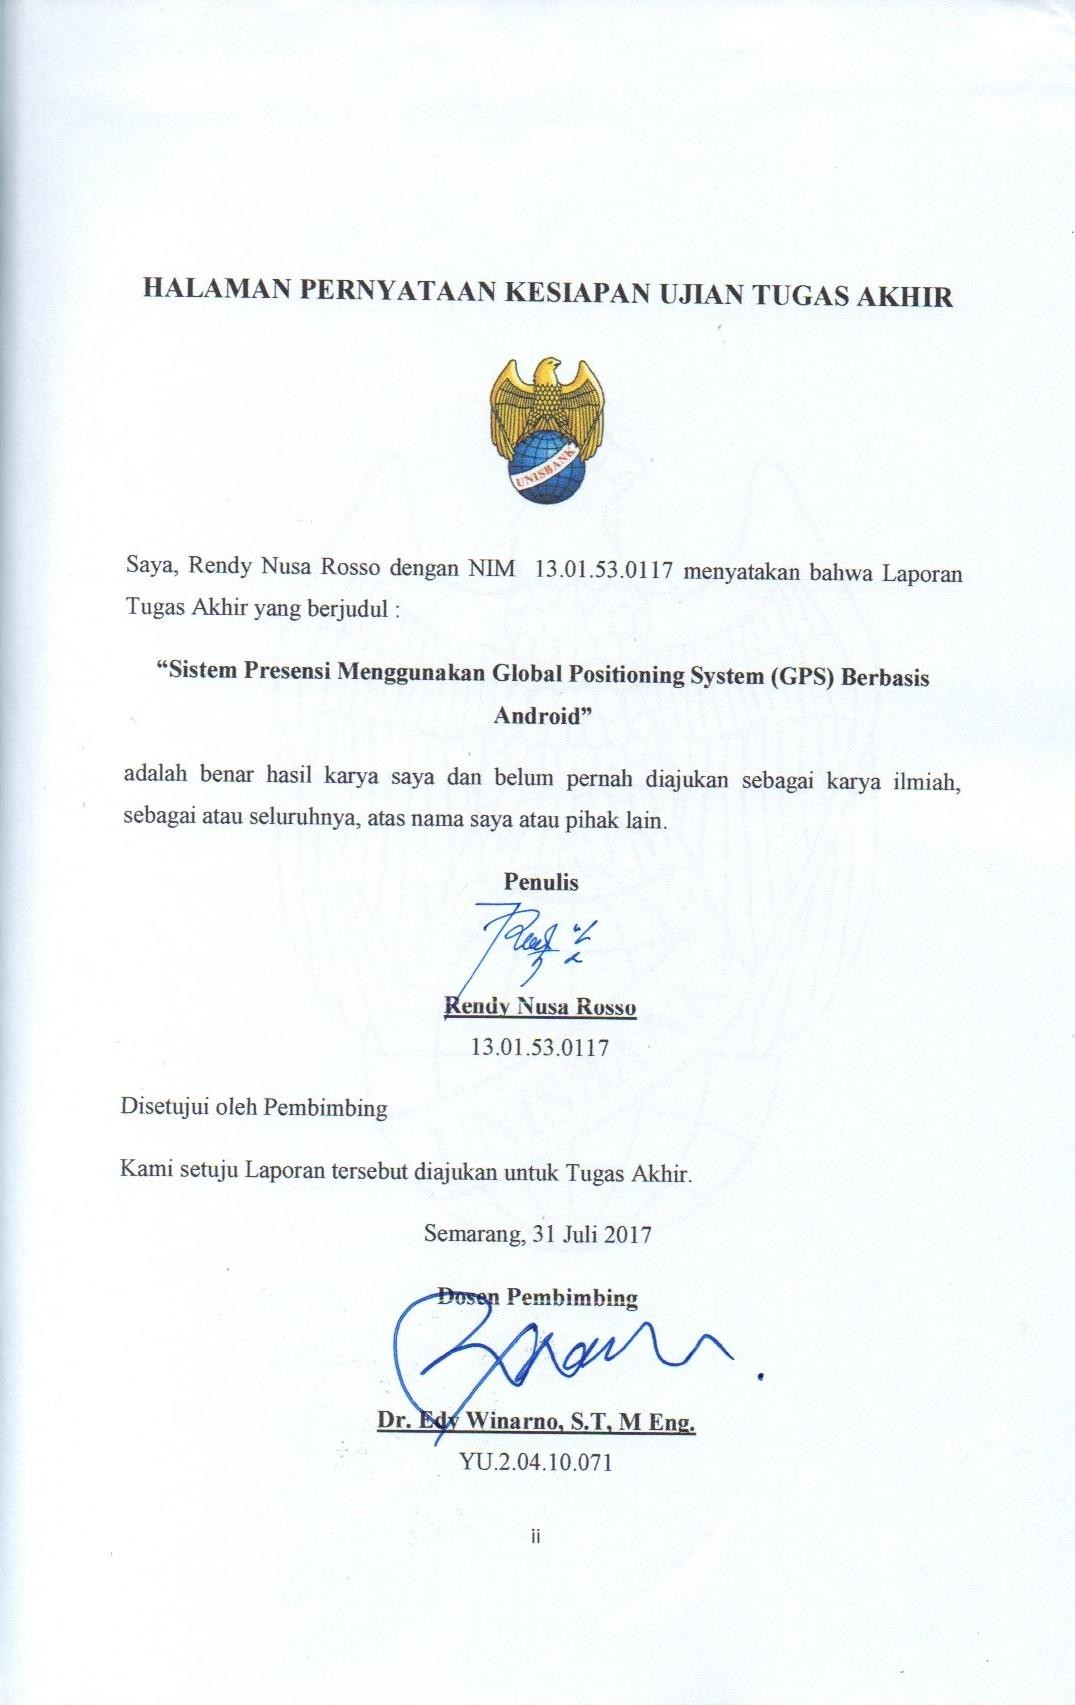 HALAMAN PERNYATAAN KESIAPAN UJIAN TUGAS AKHIR
UNISBANK
Saya, Rendy Nusa Rosso dengan NIM 13.01.53.0117 menyatakan bahwa Laporan
Tugas Akhir yang berjudul :
“Sistem Presensi Menggunakan Global Positioning System (GPS) Berbasis
Android”
adalah benar hasil karya saya dan belum pernah diajukan sebagai karya ilmiah,
sebagai atau seluruhnya, atas nama saya atau pihak lain.
Penulis
Rendy Nusa Rosso
13.01.53.0117
Disetujui oleh Pembimbing
Kami setuju Laporan tersebut diajukan untuk Tugas Akhir.
Semarang, 31 Juli 2017
Dosen Pembimbing
Dr. Edy Winarno, S.T, M Eng.
YU.2.04.10.071
ii